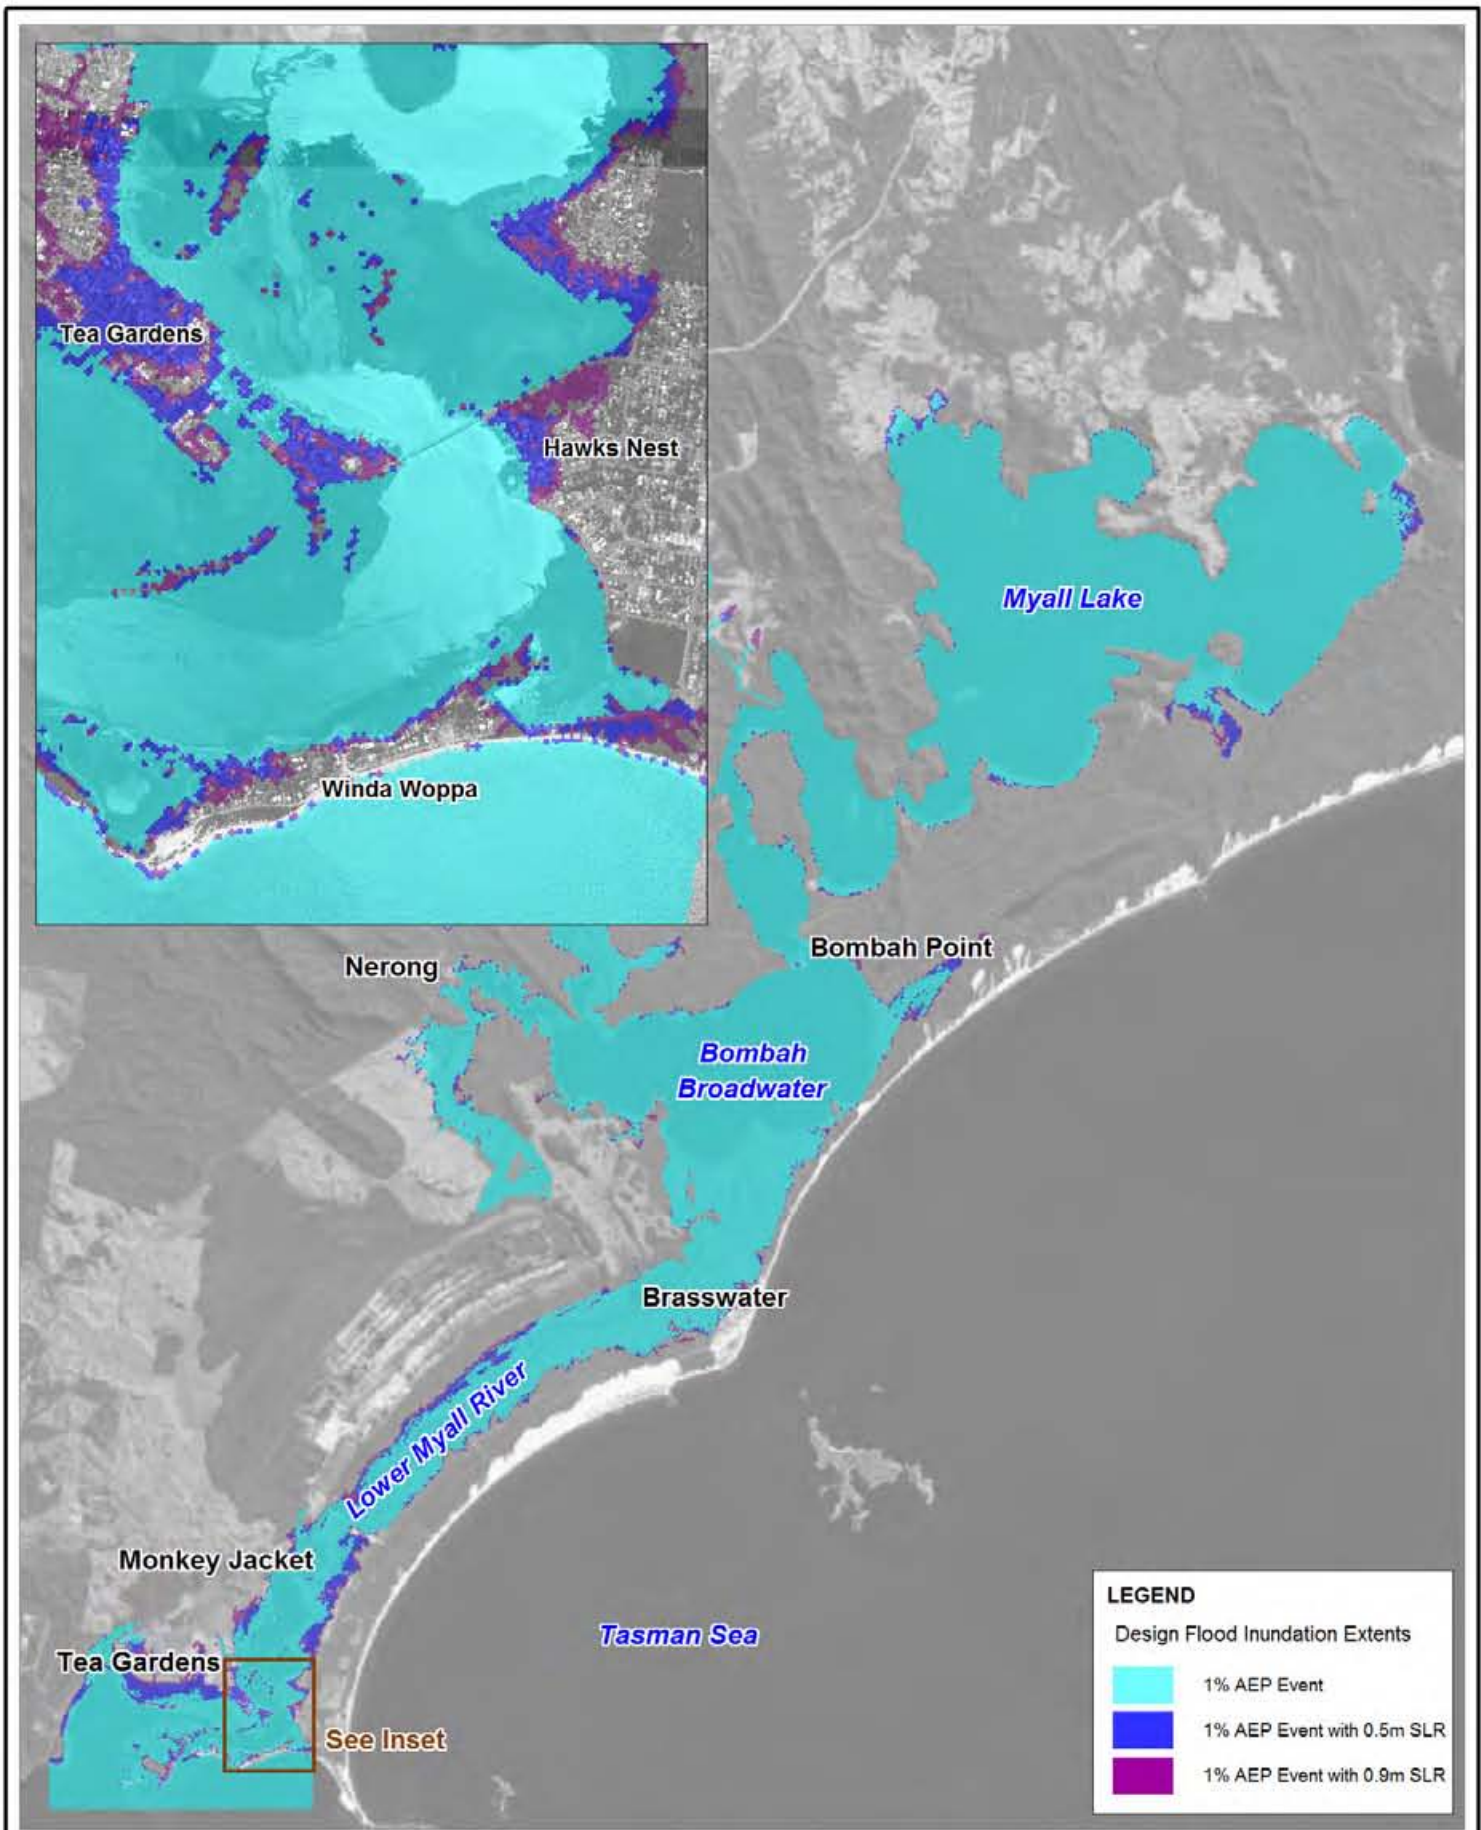 Tea Gardens
Hawks Nest
Winda Woppa
Myall Lake
Nerong
Bombah Point
Bombah
Broadwater
Brasswater
Lower Myall River
Monkey Jacket
Tea Gardens
See Inset
Tasman Sea
LEGEND
Design Flood Inundation Extents
1% AEP Event
1% AEP Event with 0.5m SLR
1% AEP Event with 0.9m SLR